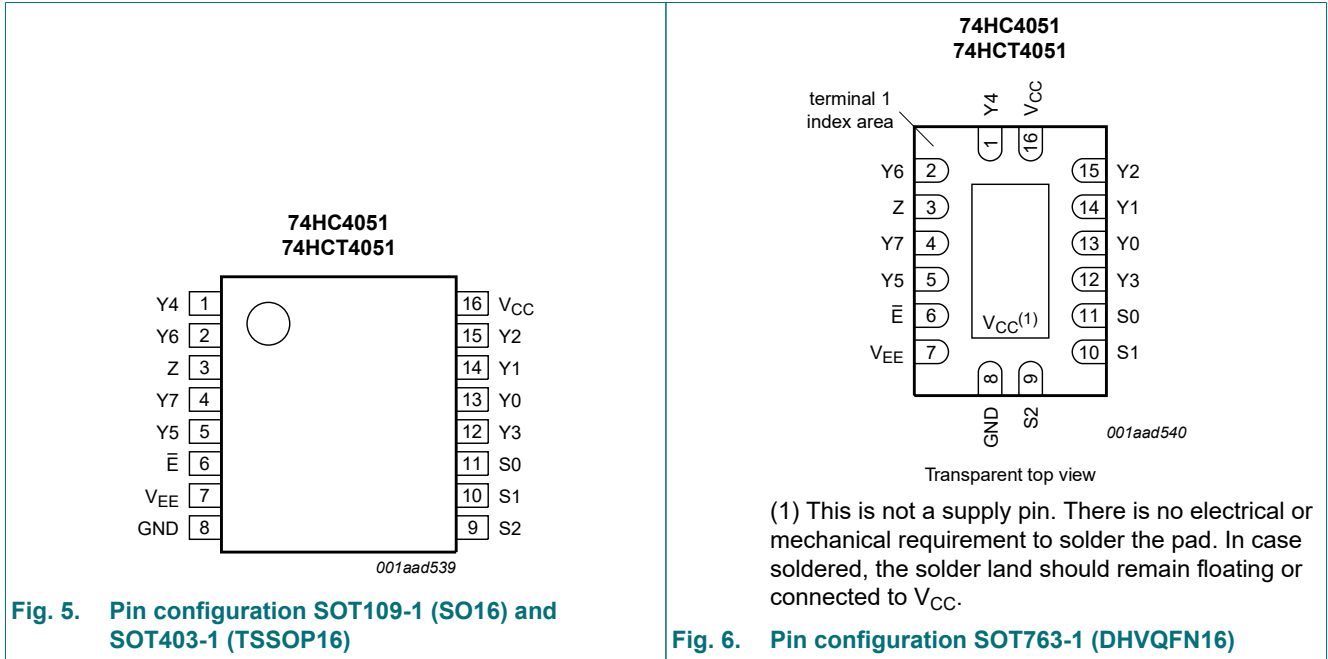 74HC4051
74HCT4051
Y4 1
Y6 2
Z 3
Y7 4
Y5 5
E̅ 6
VEE 7
GND 8
16 VCC
15 Y2
14 Y1
13 Y0
12 Y3
11 S0
10 S1
9 S2
001aad539
Fig. 5. Pin configuration SOT109-1 (SO16) and
SOT403-1 (TSSOP16)
74HC4051
74HCT4051
terminal 1
index area
Y4
VCC
1
16
Y6 2
Z 3
Y7 4
Y5 5
E̅ 6
VEE 7
15 Y2
14 Y1
13 Y0
12 Y3
11 S0
10 S1
VCC(1)
8
9
GND
S2
001aad540
Transparent top view
(1) This is not a supply pin. There is no electrical or
mechanical requirement to solder the pad. In case
soldered, the solder land should remain floating or
connected to VCC.
Fig. 6. Pin configuration SOT763-1 (DHVQFN16)